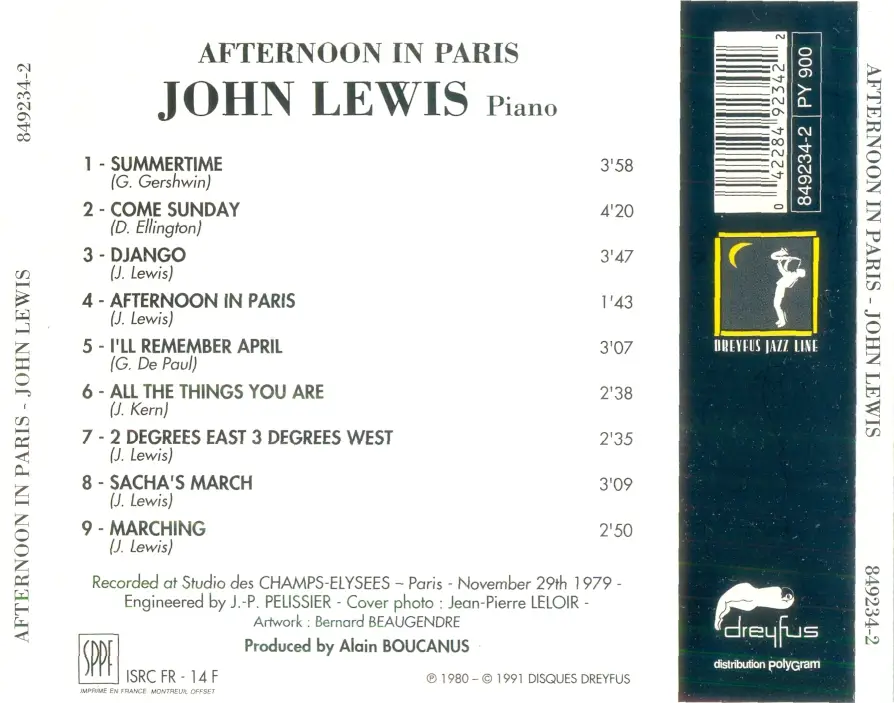 849234-2
AFTERNOON IN PARIS - JOHN LEWIS
AFTERNOON IN PARIS
JOHN LEWIS Piano
1 - SUMMERTIME 3'58
(G. Gershwin)
2 - COME SUNDAY 4'20
(D. Ellington)
3 - DJANGO 3'47
(J. Lewis)
4 - AFTERNOON IN PARIS 1'43
(J. Lewis)
5 - I'LL REMEMBER APRIL 3'07
(G. De Paul)
6 - ALL THE THINGS YOU ARE 2'38
(J. Kern)
7 - 2 DEGREES EAST 3 DEGREES WEST 2'35
(J. Lewis)
8 - SACHA'S MARCH 3'09
(J. Lewis)
9 - MARCHING 2'50
(J. Lewis)
Recorded at Studio des CHAMPS-ELYSEES – Paris - November 29th 1979 -
Engineered by J.-P. PELISSIER - Cover photo : Jean-Pierre LELOIR -
Artwork : Bernard BEAUGENDRE
Produced by Alain BOUCANUS
SPPF
ISRC FR - 14 F
IMPRIME EN FRANCE MONTREUIL OFFSET
℗ 1980 – © 1991 DISQUES DREYFUS
0 42284 92342 2
849234-2 PY 900
DREYFUS JAZZ LINE
dreyfus
distribution polyGram
AFTERNOON IN PARIS - JOHN LEWIS
849234-2